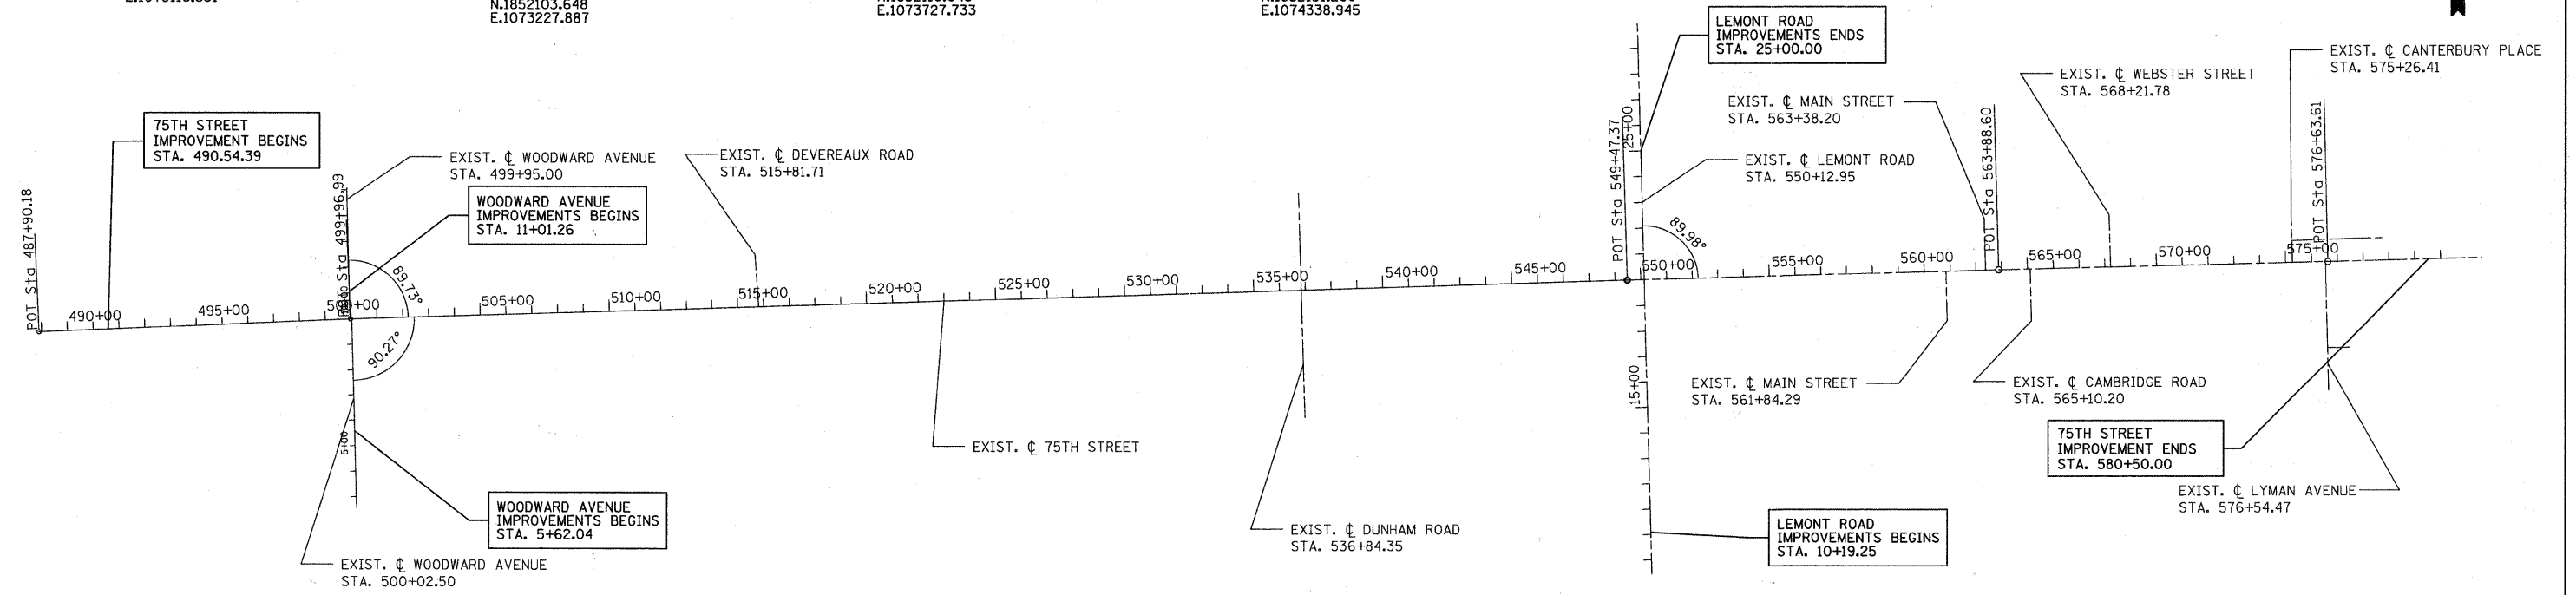 N.1852103.648
E.1073227.887
E.1073727.733
E.1074338.945
LEMONT ROAD
IMPROVEMENTS ENDS
STA. 25+00.00
EXIST. ℄ CANTERBURY PLACE
STA. 575+26.41
EXIST. ℄ WEBSTER STREET
STA. 568+21.78
EXIST. ℄ MAIN STREET
STA. 563+38.20
75TH STREET
IMPROVEMENT BEGINS
STA. 490.54.39
EXIST. ℄ WOODWARD AVENUE
STA. 499+95.00
EXIST. ℄ DEVEREAUX ROAD
STA. 515+81.71
EXIST. ℄ LEMONT ROAD
STA. 550+12.95
WOODWARD AVENUE
IMPROVEMENTS BEGINS
STA. 11+01.26
POT Sta 487+90.18
Sta 499+96.99
POT Sta 549+47.37
25+00
POT Sta 563+88.60
POT Sta 576+63.61
89.73°
90.27°
89.98°
490+00
495+00
500+00
505+00
510+00
515+00
520+00
525+00
530+00
535+00
540+00
545+00
550+00
555+00
560+00
565+00
570+00
575+00
15+00
5+00
EXIST. ℄ MAIN STREET
STA. 561+84.29
EXIST. ℄ CAMBRIDGE ROAD
STA. 565+10.20
75TH STREET
IMPROVEMENT ENDS
STA. 580+50.00
EXIST. ℄ 75TH STREET
EXIST. ℄ LYMAN AVENUE
STA. 576+54.47
WOODWARD AVENUE
IMPROVEMENTS BEGINS
STA. 5+62.04
EXIST. ℄ DUNHAM ROAD
STA. 536+84.35
LEMONT ROAD
IMPROVEMENTS BEGINS
STA. 10+19.25
EXIST. ℄ WOODWARD AVENUE
STA. 500+02.50